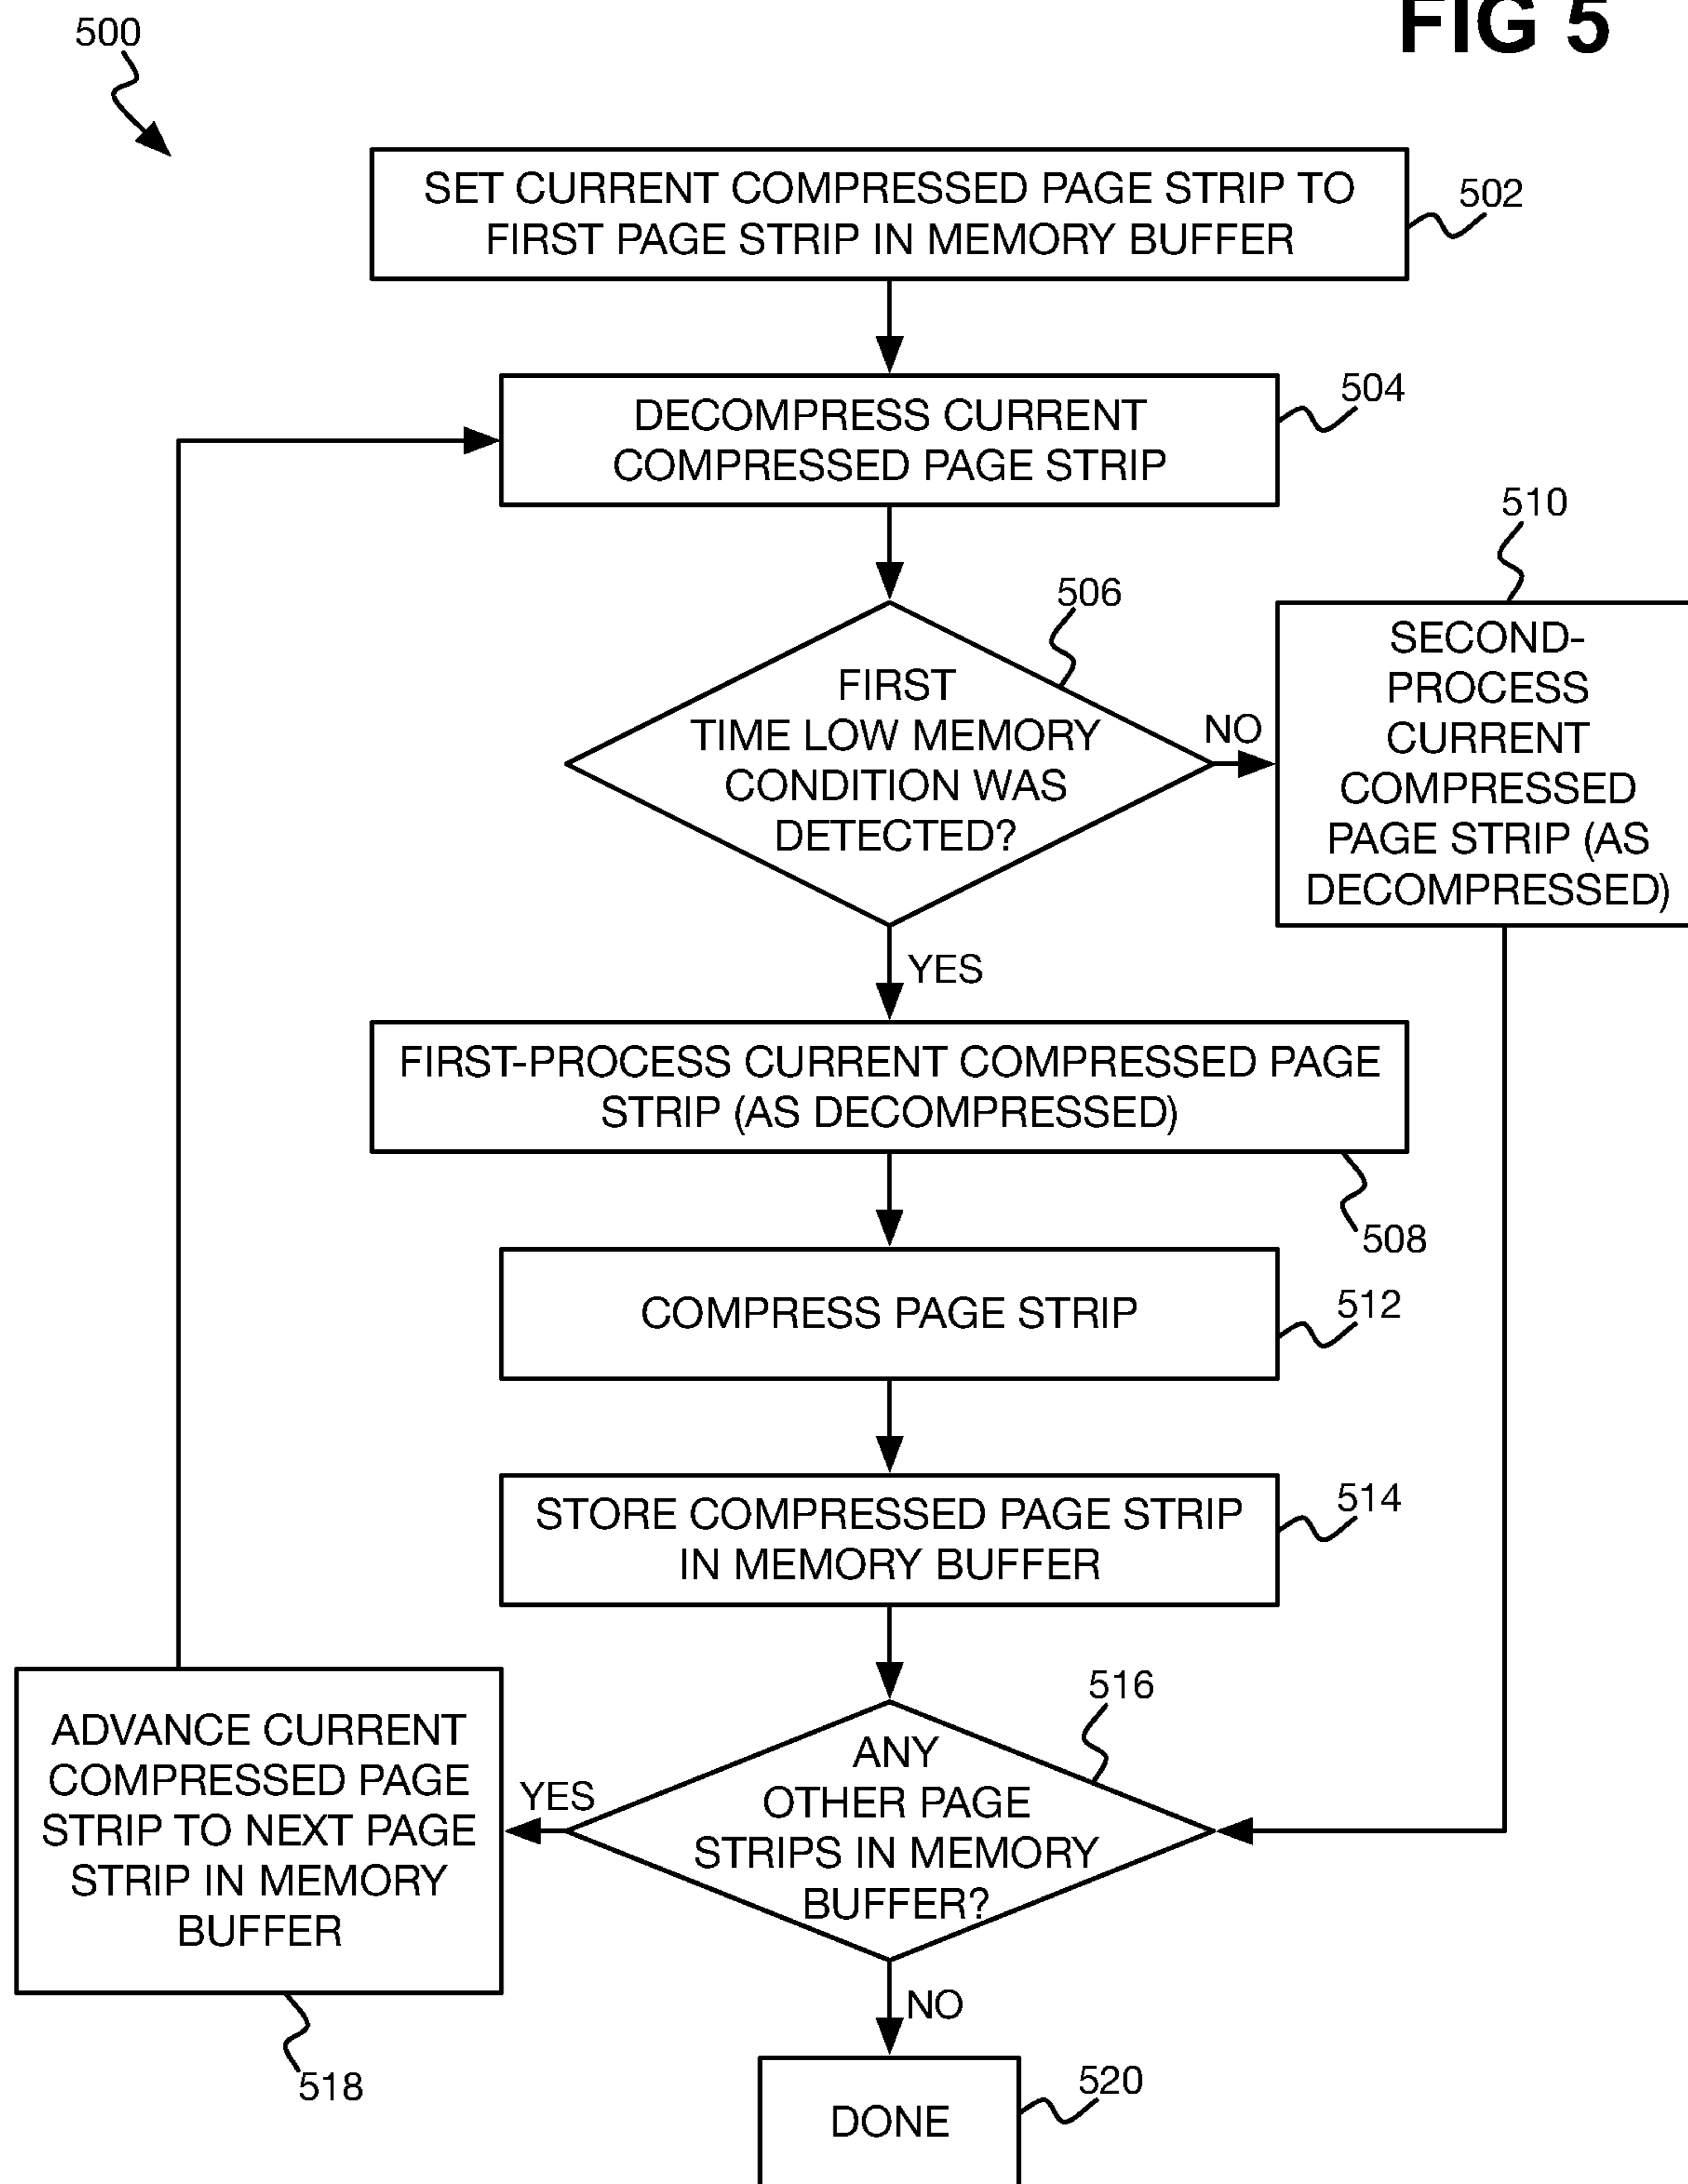 FIG 5
500
SET CURRENT COMPRESSED PAGE STRIP TO
FIRST PAGE STRIP IN MEMORY BUFFER
502
DECOMPRESS CURRENT
COMPRESSED PAGE STRIP
504
FIRST
TIME LOW MEMORY
CONDITION WAS
DETECTED?
506
NO
510
SECOND-
PROCESS
CURRENT
COMPRESSED
PAGE STRIP (AS
DECOMPRESSED)
YES
FIRST-PROCESS CURRENT COMPRESSED PAGE
STRIP (AS DECOMPRESSED)
508
COMPRESS PAGE STRIP
512
STORE COMPRESSED PAGE STRIP
IN MEMORY BUFFER
514
ANY
OTHER PAGE
STRIPS IN MEMORY
BUFFER?
516
YES
ADVANCE CURRENT
COMPRESSED PAGE
STRIP TO NEXT PAGE
STRIP IN MEMORY
BUFFER
518
NO
DONE
520